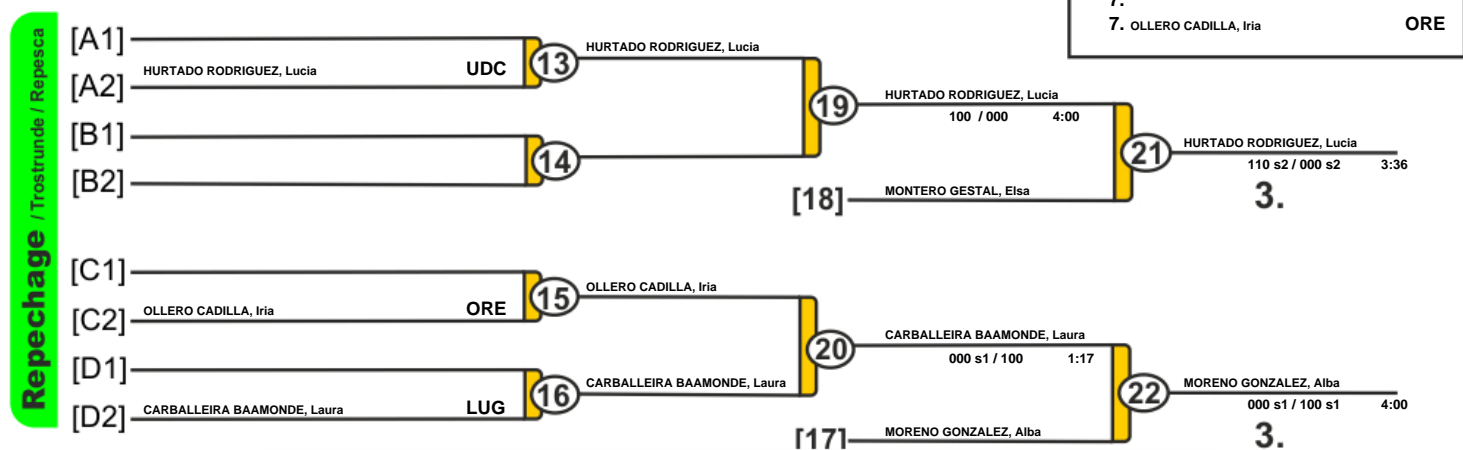 7.
7. OLLERO CADILLA, Iria ORE
Repechage / Trostrunde / Repesca
[A1]
HURTADO RODRIGUEZ, Lucia UDC
[A2]
13
HURTADO RODRIGUEZ, Lucia
[B1]
[B2]
14
19
HURTADO RODRIGUEZ, Lucia
100 / 000 4:00
[18]
MONTERO GESTAL, Elsa
21
HURTADO RODRIGUEZ, Lucia
110 s2 / 000 s2 3:36
3.
[C1]
[C2]
OLLERO CADILLA, Iria ORE
15
OLLERO CADILLA, Iria
[D1]
[D2]
CARBALLEIRA BAAMONDE, Laura LUG
16
CARBALLEIRA BAAMONDE, Laura
20
CARBALLEIRA BAAMONDE, Laura
000 s1 / 100 1:17
[17]
MORENO GONZALEZ, Alba
22
MORENO GONZALEZ, Alba
000 s1 / 100 s1 4:00
3.